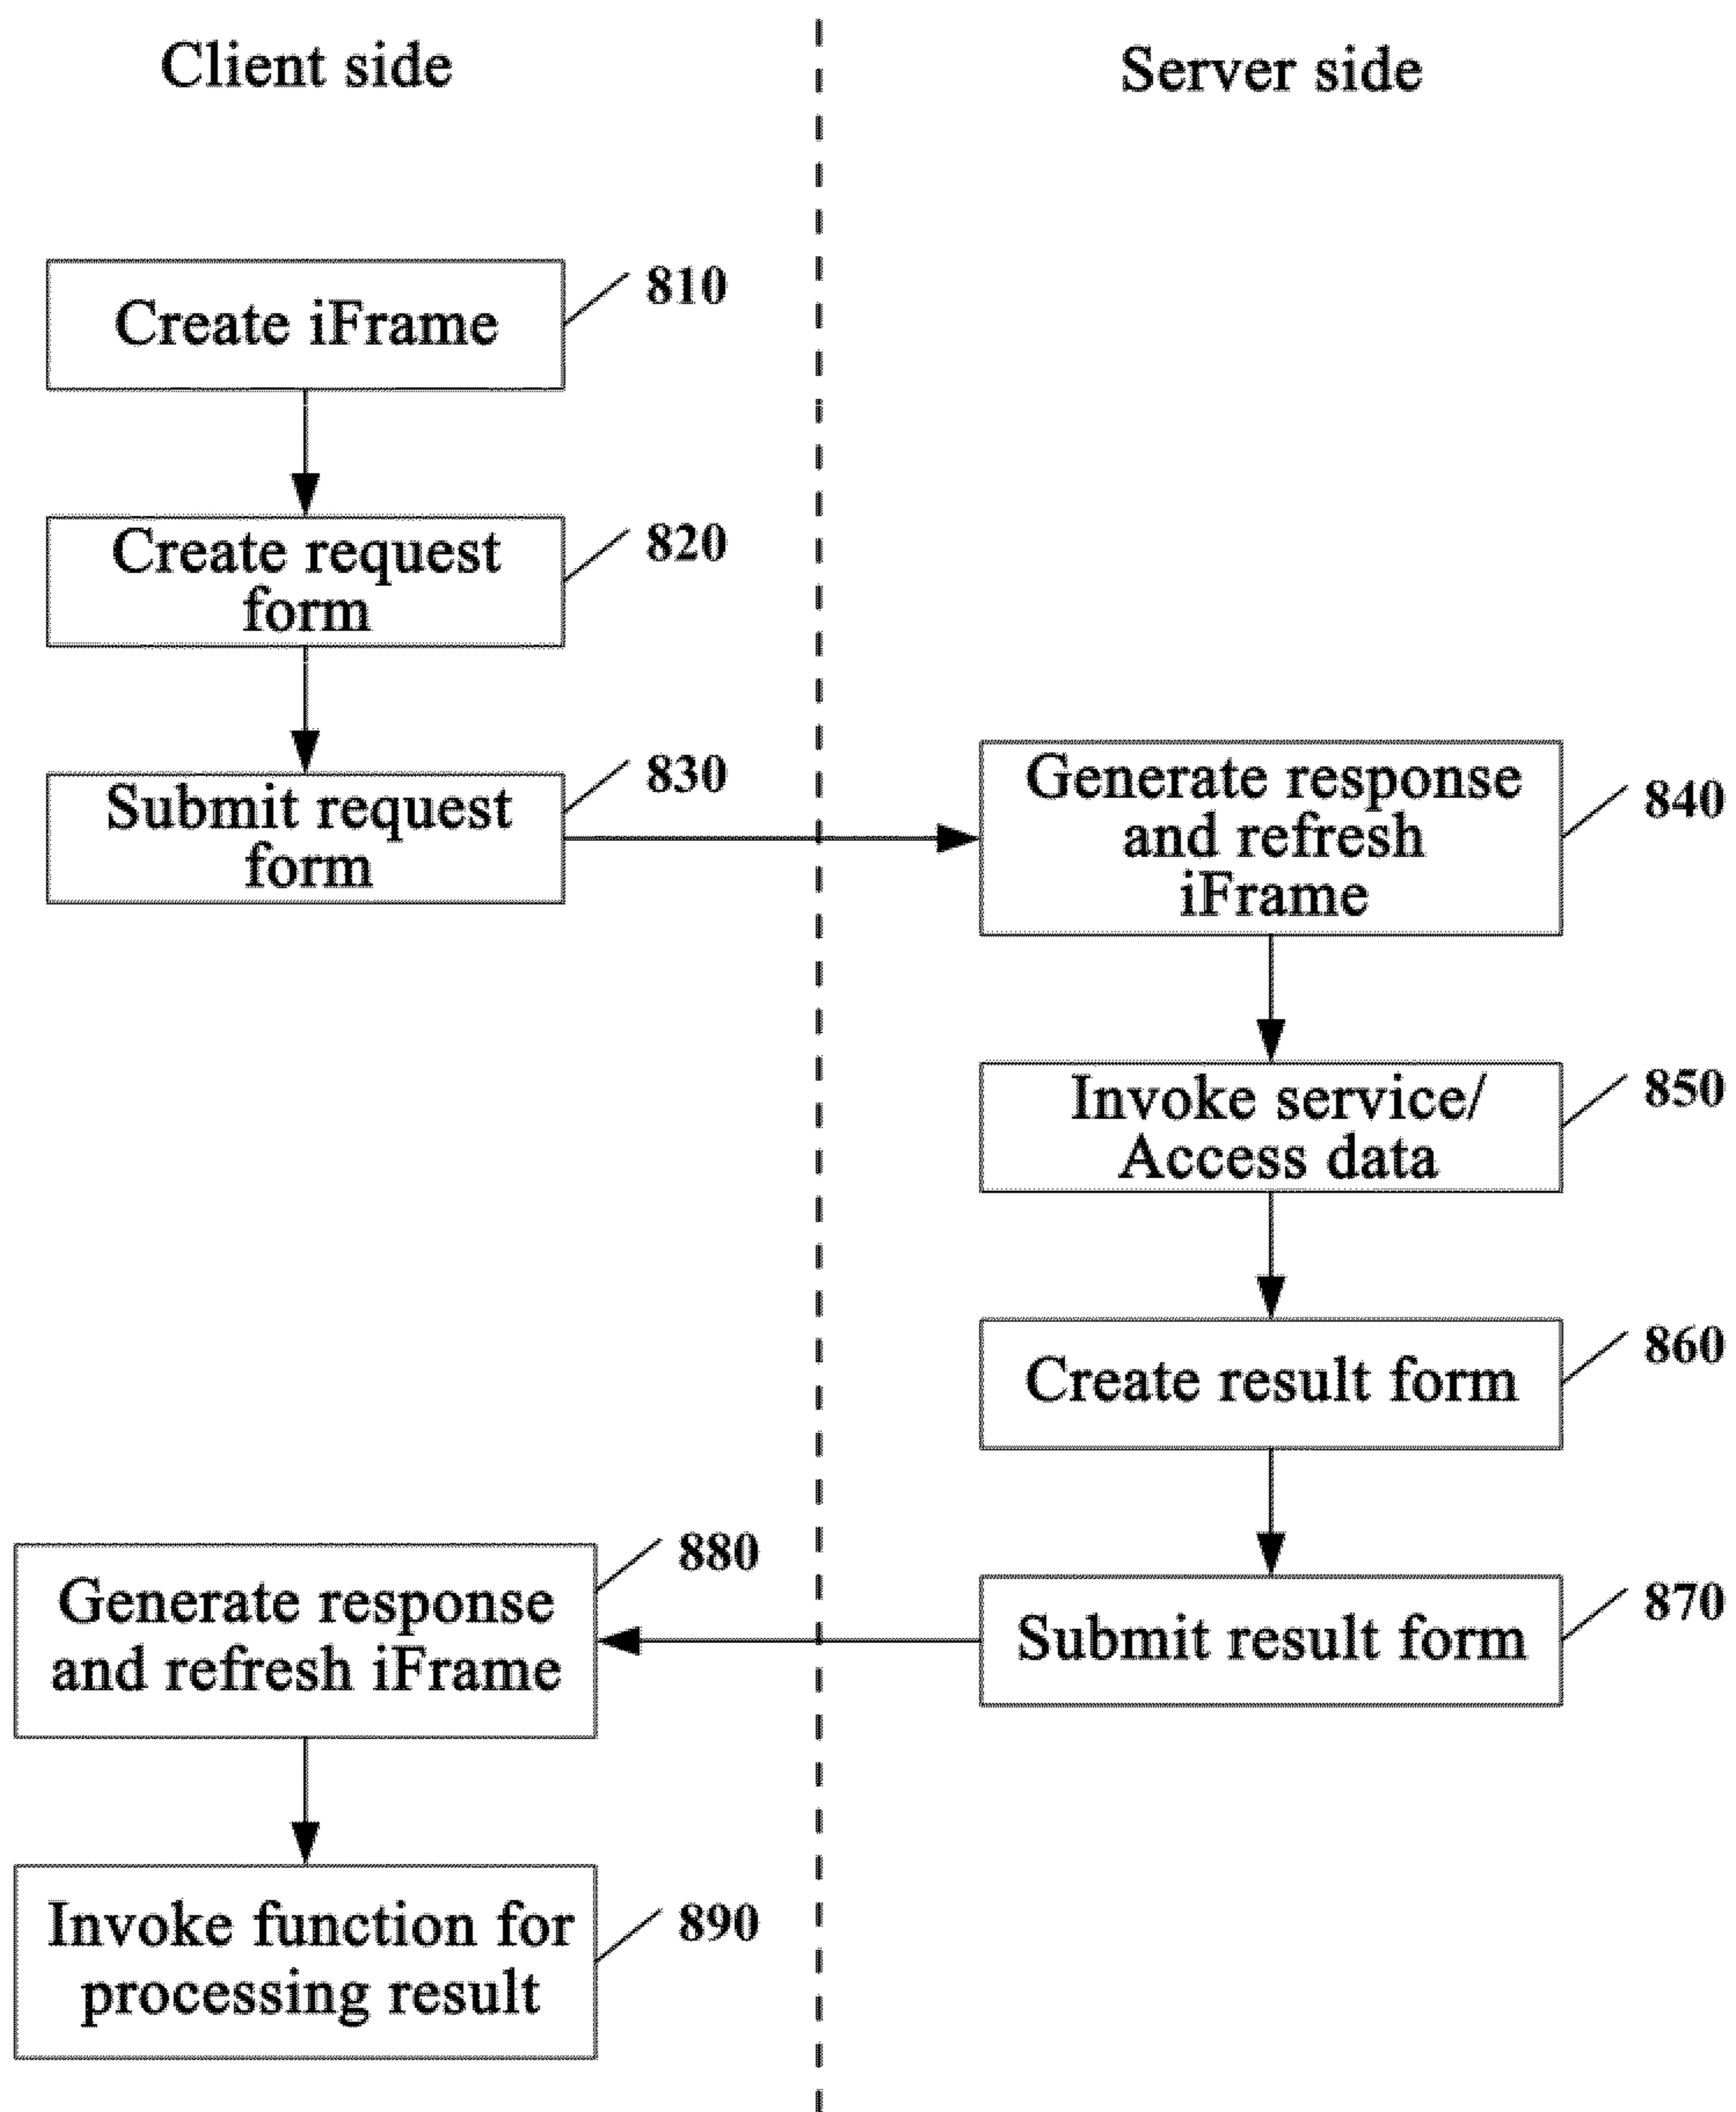 Client side
Server side
Create iFrame
810
Create request
form
820
Submit request
form
830
Generate response
and refresh
iFrame
840
Invoke service/
Access data
850
Create result form
860
Submit result form
870
Generate response
and refresh iFrame
880
Invoke function for
processing result
890